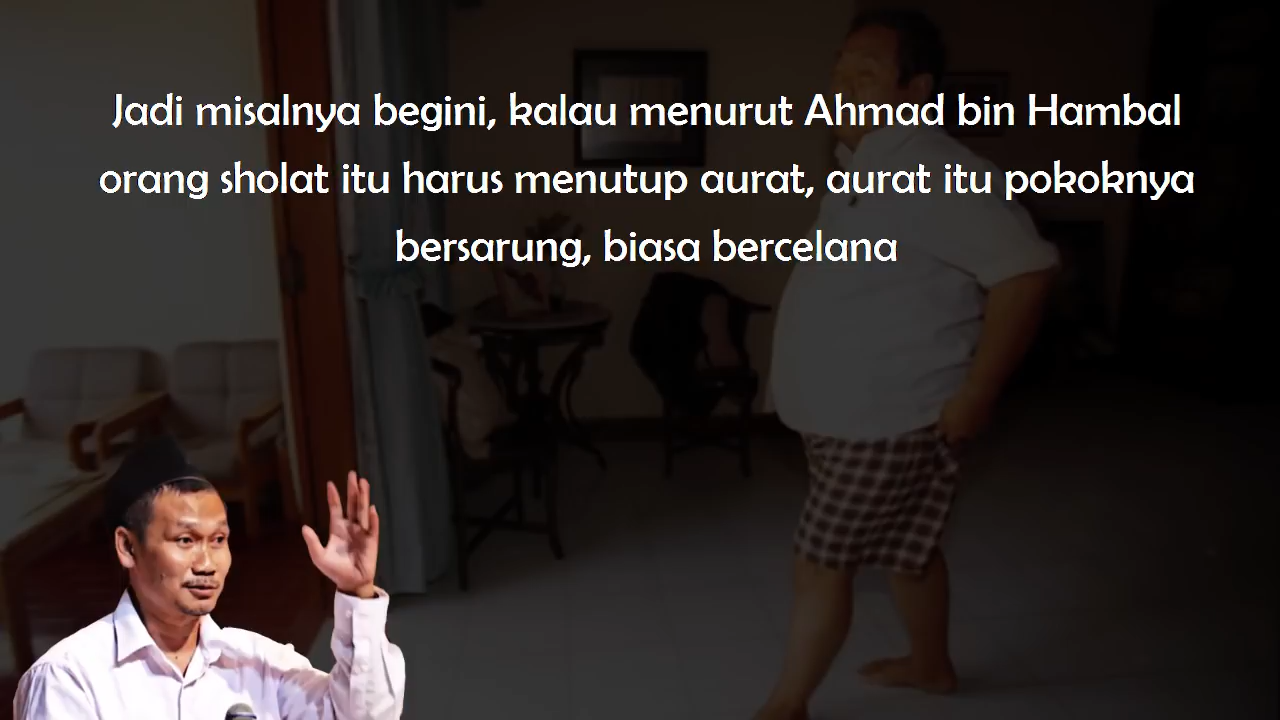 Jadi misalnya begini, kalau menurut Ahmad bin Hambal
orang sholat itu harus menutup aurat, aurat itu pokoknya
bersarung, biasa bercelana